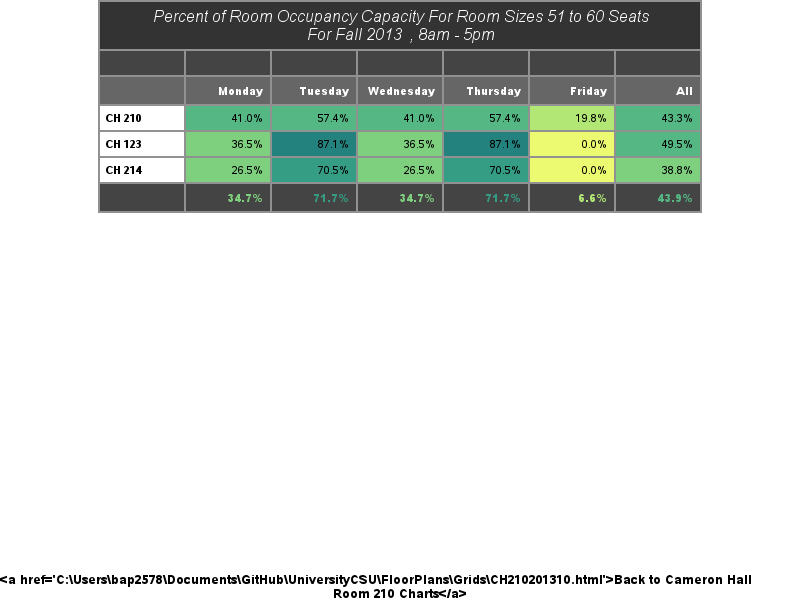 Percent of Room Occupancy Capacity For Room Sizes 51 to 60 Seats
For Fall 2013 , 8am - 5pm
Monday Tuesday Wednesday Thursday Friday All
CH 210 41.0% 57.4% 41.0% 57.4% 19.8% 43.3%
CH 123 36.5% 87.1% 36.5% 87.1% 0.0% 49.5%
CH 214 26.5% 70.5% 26.5% 70.5% 0.0% 38.8%
34.7% 71.7% 34.7% 71.7% 6.6% 43.9%
<a href='C:\Users\bap2578\Documents\GitHub\UniversityCSU\FloorPlans\Grids\CH210201310.html'>Back to Cameron Hall
Room 210 Charts</a>